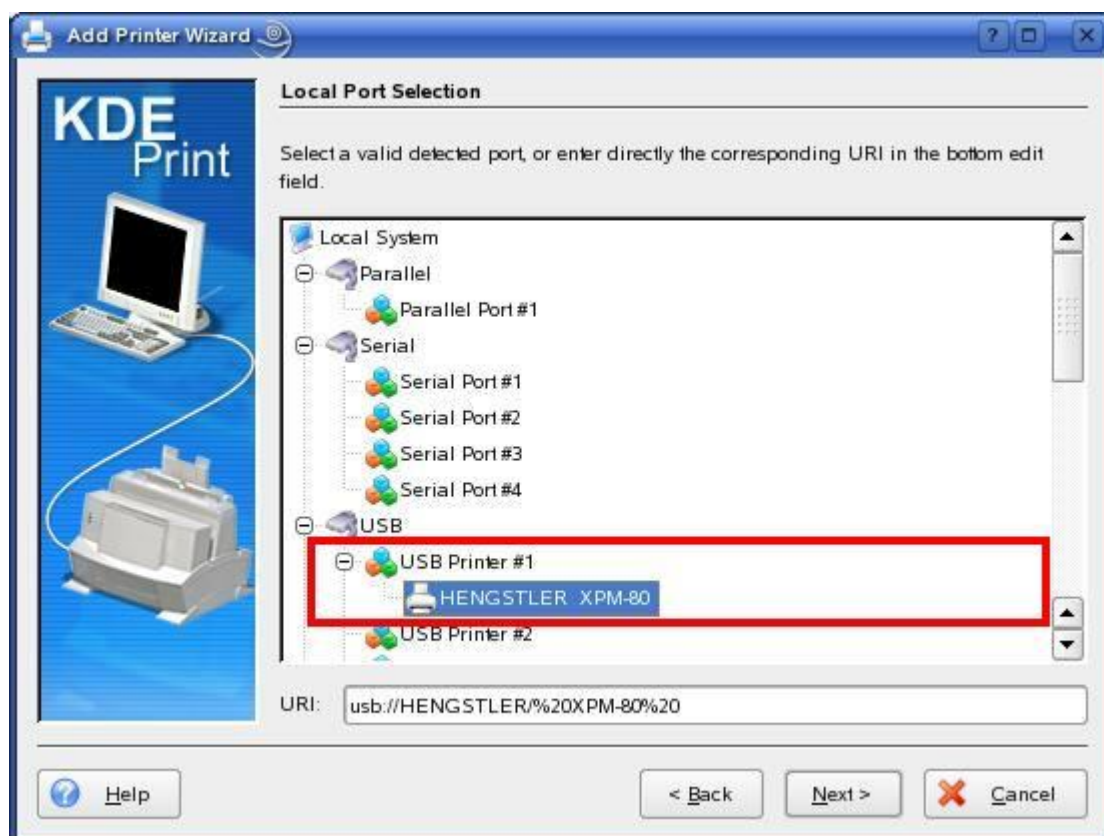 Add Printer Wizard
KDE
Print
Local Port Selection
Select a valid detected port, or enter directly the corresponding URI in the bottom edit
field.
Local System
Parallel
Parallel Port #1
Serial
Serial Port #1
Serial Port #2
Serial Port #3
Serial Port #4
USB
USB Printer #1
HENGSTLER XPM-80
USB Printer #2
URI: usb://HENGSTLER/%20XPM-80%20
Help < Back Next > Cancel